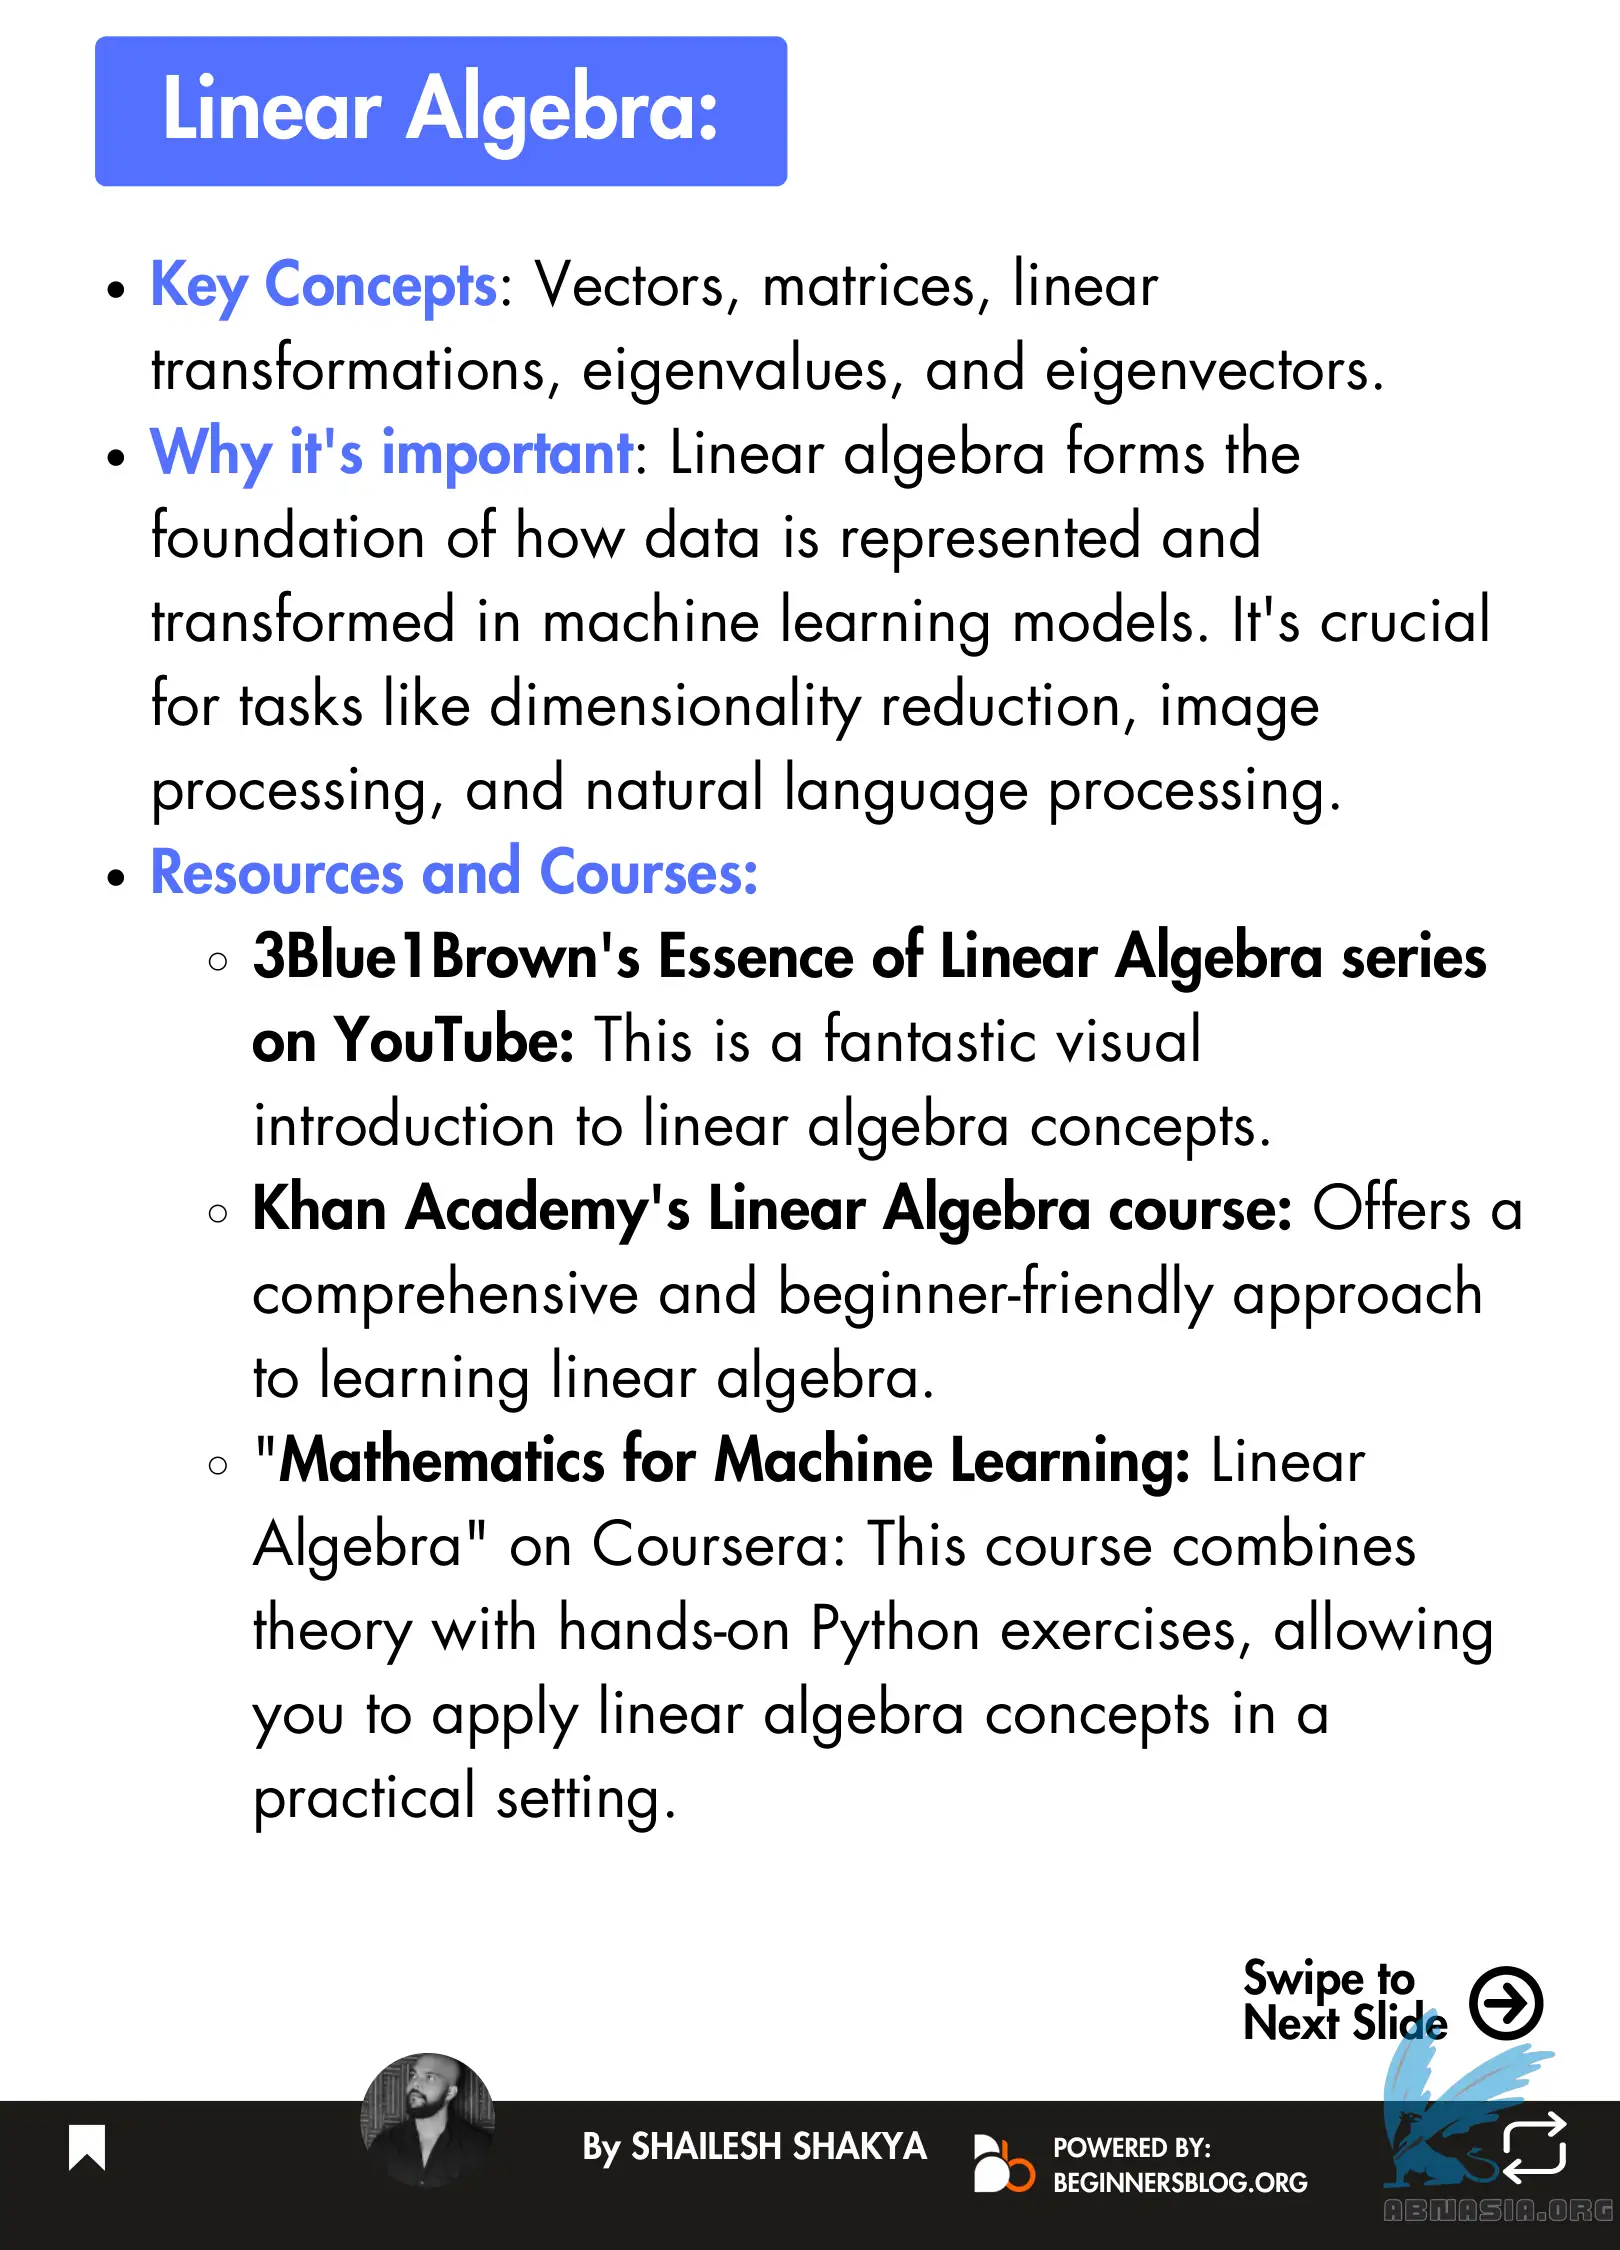 Linear Algebra:
• Key Concepts: Vectors, matrices, linear
transformations, eigenvalues, and eigenvectors.
• Why it's important: Linear algebra forms the
foundation of how data is represented and
transformed in machine learning models. It's crucial
for tasks like dimensionality reduction, image
processing, and natural language processing.
• Resources and Courses:
○ 3Blue1Brown's Essence of Linear Algebra series
on YouTube: This is a fantastic visual
introduction to linear algebra concepts.
○ Khan Academy's Linear Algebra course: Offers a
comprehensive and beginner-friendly approach
to learning linear algebra.
○ "Mathematics for Machine Learning: Linear
Algebra" on Coursera: This course combines
theory with hands-on Python exercises, allowing
you to apply linear algebra concepts in a
practical setting.
Swipe to
Next Slide
By SHAILESH SHAKYA
POWERED BY:
BEGINNERSBLOG.ORG
ABNASIA.ORG